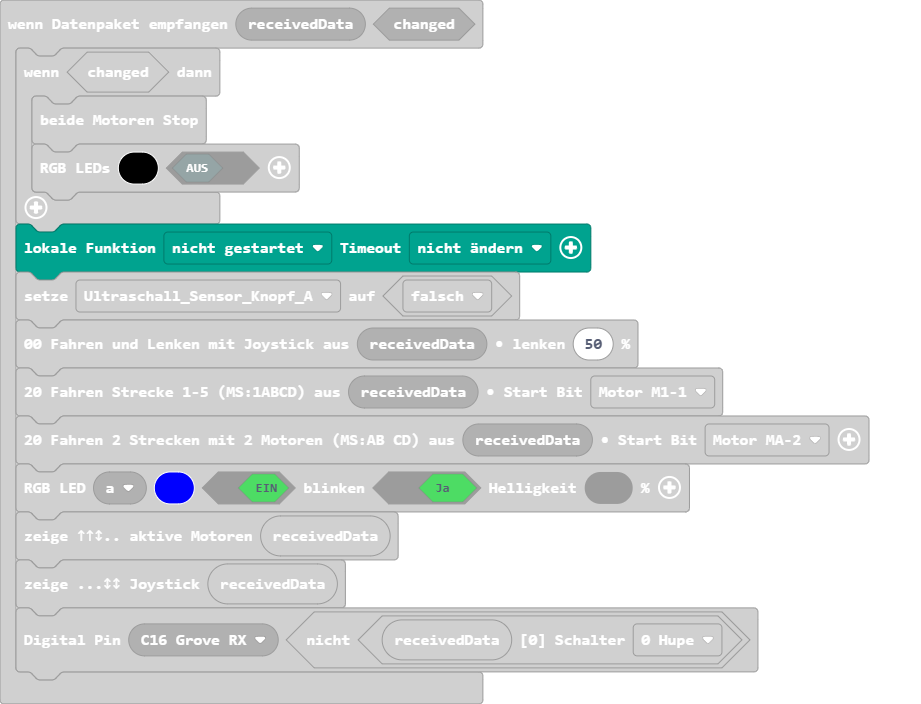 wenn Datenpaket empfangen receivedData changed
wenn changed dann
beide Motoren Stop
RGB LEDs AUS
lokale Funktion nicht gestartet Timeout nicht ändern
setze Ultraschall_Sensor_Knopf_A auf falsch
00 Fahren und Lenken mit Joystick aus receivedData • lenken 50 %
20 Fahren Strecke 1-5 (MS:1ABCD) aus receivedData • Start Bit Motor M1-1
20 Fahren 2 Strecken mit 2 Motoren (MS:AB CD) aus receivedData • Start Bit Motor MA-2
RGB LED a EIN blinken Ja Helligkeit %
zeige ↑↑↕.. aktive Motoren receivedData
zeige ...↕↕ Joystick receivedData
Digital Pin C16 Grove RX nicht receivedData [0] Schalter 0 Hupe